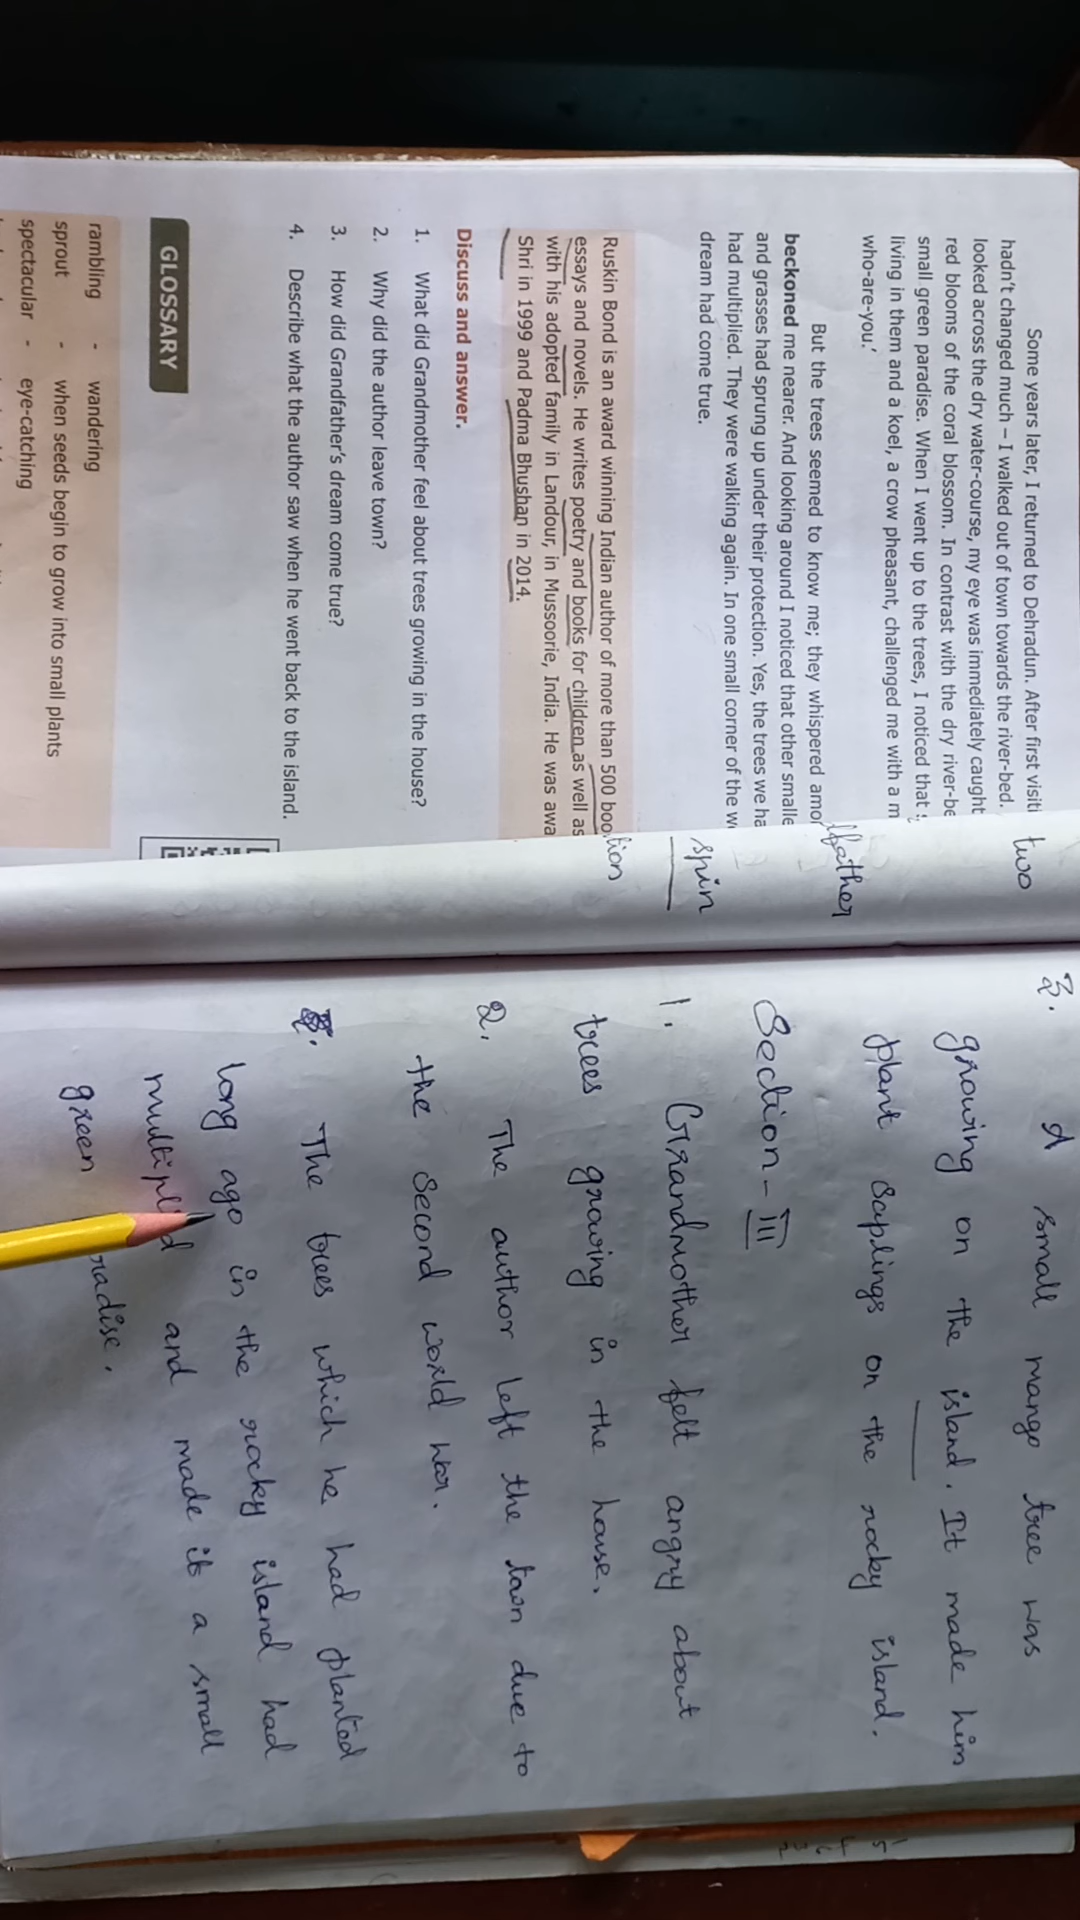 Some years later, I returned to Dehradun. After first visiti
hadn't changed much – I walked out of town towards the river-bed.
looked across the dry water-course, my eye was immediately caught
red blooms of the coral blossom. In contrast with the dry river-be
small green paradise. When I went up to the trees, I noticed that
living in them and a koel, a crow pheasant, challenged me with a m
who-are-you.'
But the trees seemed to know me; they whispered amo
beckoned me nearer. And looking around I noticed that other smalle
and grasses had sprung up under their protection. Yes, the trees we ha
had multiplied. They were walking again. In one small corner of the w
dream had come true.
Ruskin Bond is an award winning Indian author of more than 500 boo
essays and novels. He writes poetry and books for children as well as
with his adopted family in Landour, in Mussoorie, India. He was awa
Shri in 1999 and Padma Bhushan in 2014.
Discuss and answer.
1. What did Grandmother feel about trees growing in the house?
2. Why did the author leave town?
3. How did Grandfather's dream come true?
4. Describe what the author saw when he went back to the island.
GLOSSARY
rambling - wandering
sprout - when seeds begin to grow into small plants
spectacular - eye-catching
two
dfather
spin
tion
3. A small mango tree was
growing on the island. It made him
plant saplings on the rocky island.
Section-III
1. Grandmother felt angry about
trees growing in the house.
2. The author left the town due to
the second world war.
The trees which he had planted
long ago in the rocky island had
multipl d and made it a small
green radise.